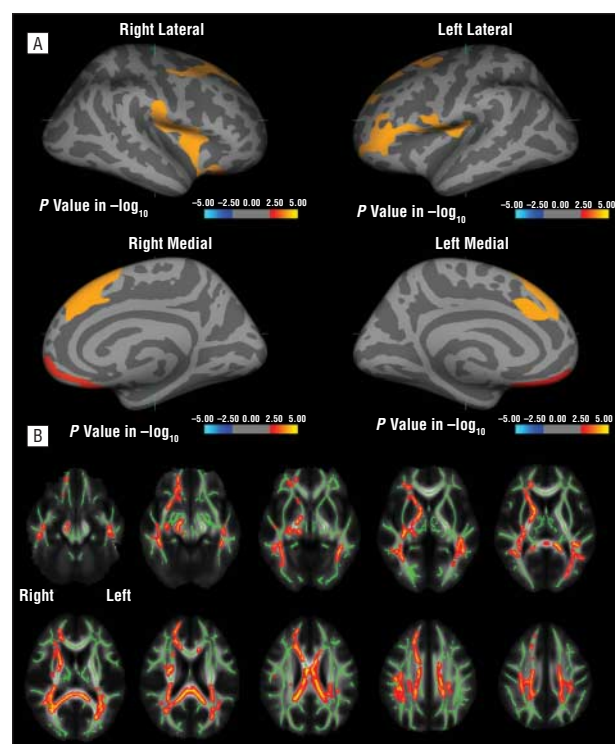 A
Right Lateral
Left Lateral
P Value in –log10
–5.00 –2.50 0.00 2.50 5.00
P Value in –log10
–5.00 –2.50 0.00 2.50 5.00
Right Medial
Left Medial
P Value in –log10
–5.00 –2.50 0.00 2.50 5.00
P Value in –log10
–5.00 –2.50 0.00 2.50 5.00
B
Right
Left